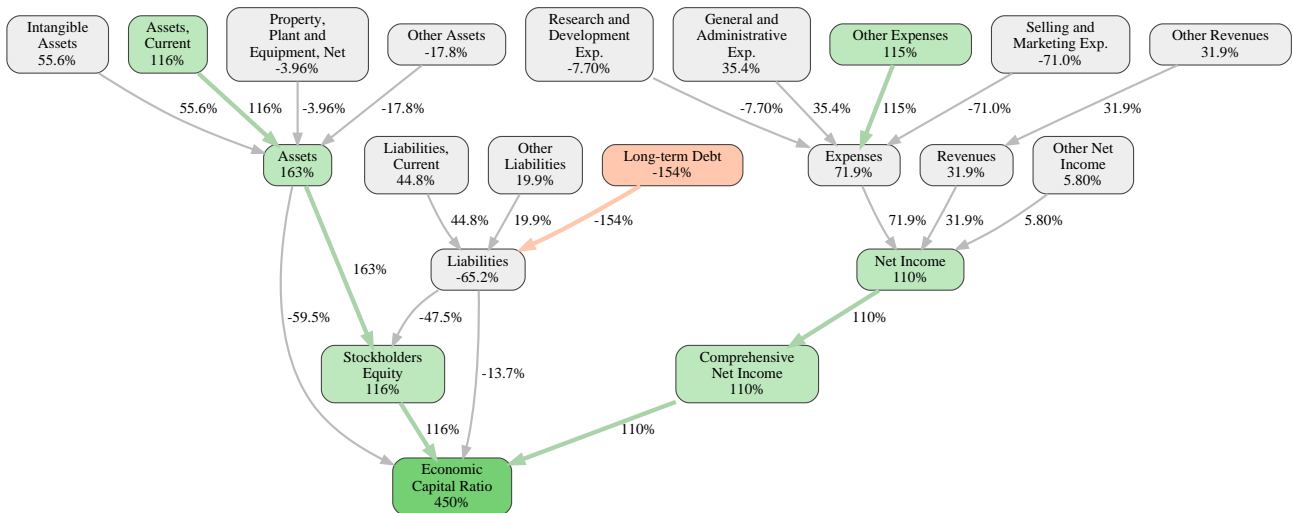 Intangible
Assets
55.6%
Assets,
Current
116%
Property,
Plant and
Equipment, Net
-3.96%
Other Assets
-17.8%
Research and
Development
Exp.
-7.70%
General and
Administrative
Exp.
35.4%
Other Expenses
115%
Selling and
Marketing Exp.
-71.0%
Other Revenues
31.9%
55.6%
116%
-3.96%
-17.8%
-7.70%
35.4%
115%
-71.0%
31.9%
Assets
163%
Liabilities,
Current
44.8%
Other
Liabilities
19.9%
Long-term Debt
-154%
Expenses
71.9%
Revenues
31.9%
Other Net
Income
5.80%
44.8%
19.9%
-154%
71.9%
31.9%
5.80%
Liabilities
-65.2%
Net Income
110%
163%
-59.5%
-47.5%
-13.7%
110%
Stockholders
Equity
116%
Comprehensive
Net Income
110%
116%
110%
Economic
Capital Ratio
450%